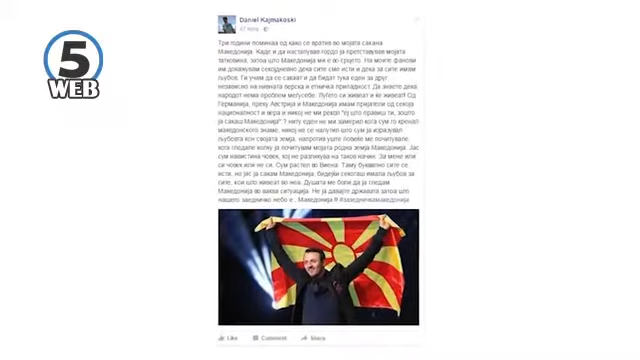 5
WEB
Daniel Kajmakoski
Три години поминаа од како се вратив во мојата сакана
Македонија. Каде и да настапував гордо ја претставував мојата
татковина, затоа што Македонија ми е во срцето. На моите фанови
им докажувам секојдневно дека сите сме исти и дека за сите имам
љубов. Ги учам да се сакаат и да бидат тука еден за друг
независно на нивната верска и етничка припадност. Да знаете дека
народот нема проблем меѓусебе. Луѓето си живеат и ќе живеат! Од
Германија, преку Австрија и Македонија имам пријатели од секоја
националност и вера и никој не ми рекол "еј што правиш ти, зошто
ја сакаш Македонија" ? ниту еден не ми замерил кога сум го кренал
македонското знаме, никој не се налутил што сум ја изразувал
љубовта кон својата земја, напротив уште повеќе ме почитувале,
кога гледале колку ја почитувам мојата родна земја Македонија. Јас
сум навистина човек, кој не разликува на таков начин. За мене или
си човек или не си. Сум растел во Виена. Таму буквално сите се
исти, но јас ја сакам Македонија, бидејќи секогаш имала љубов за
сите, кои што живеат во неа. Душата ме боли да ја гледам
Македонија во ваква ситуација. Не ја давајте државата затоа што
нашето заедничко небо е , Македонија !! #зазедничкамакедонија
Like Comment Share